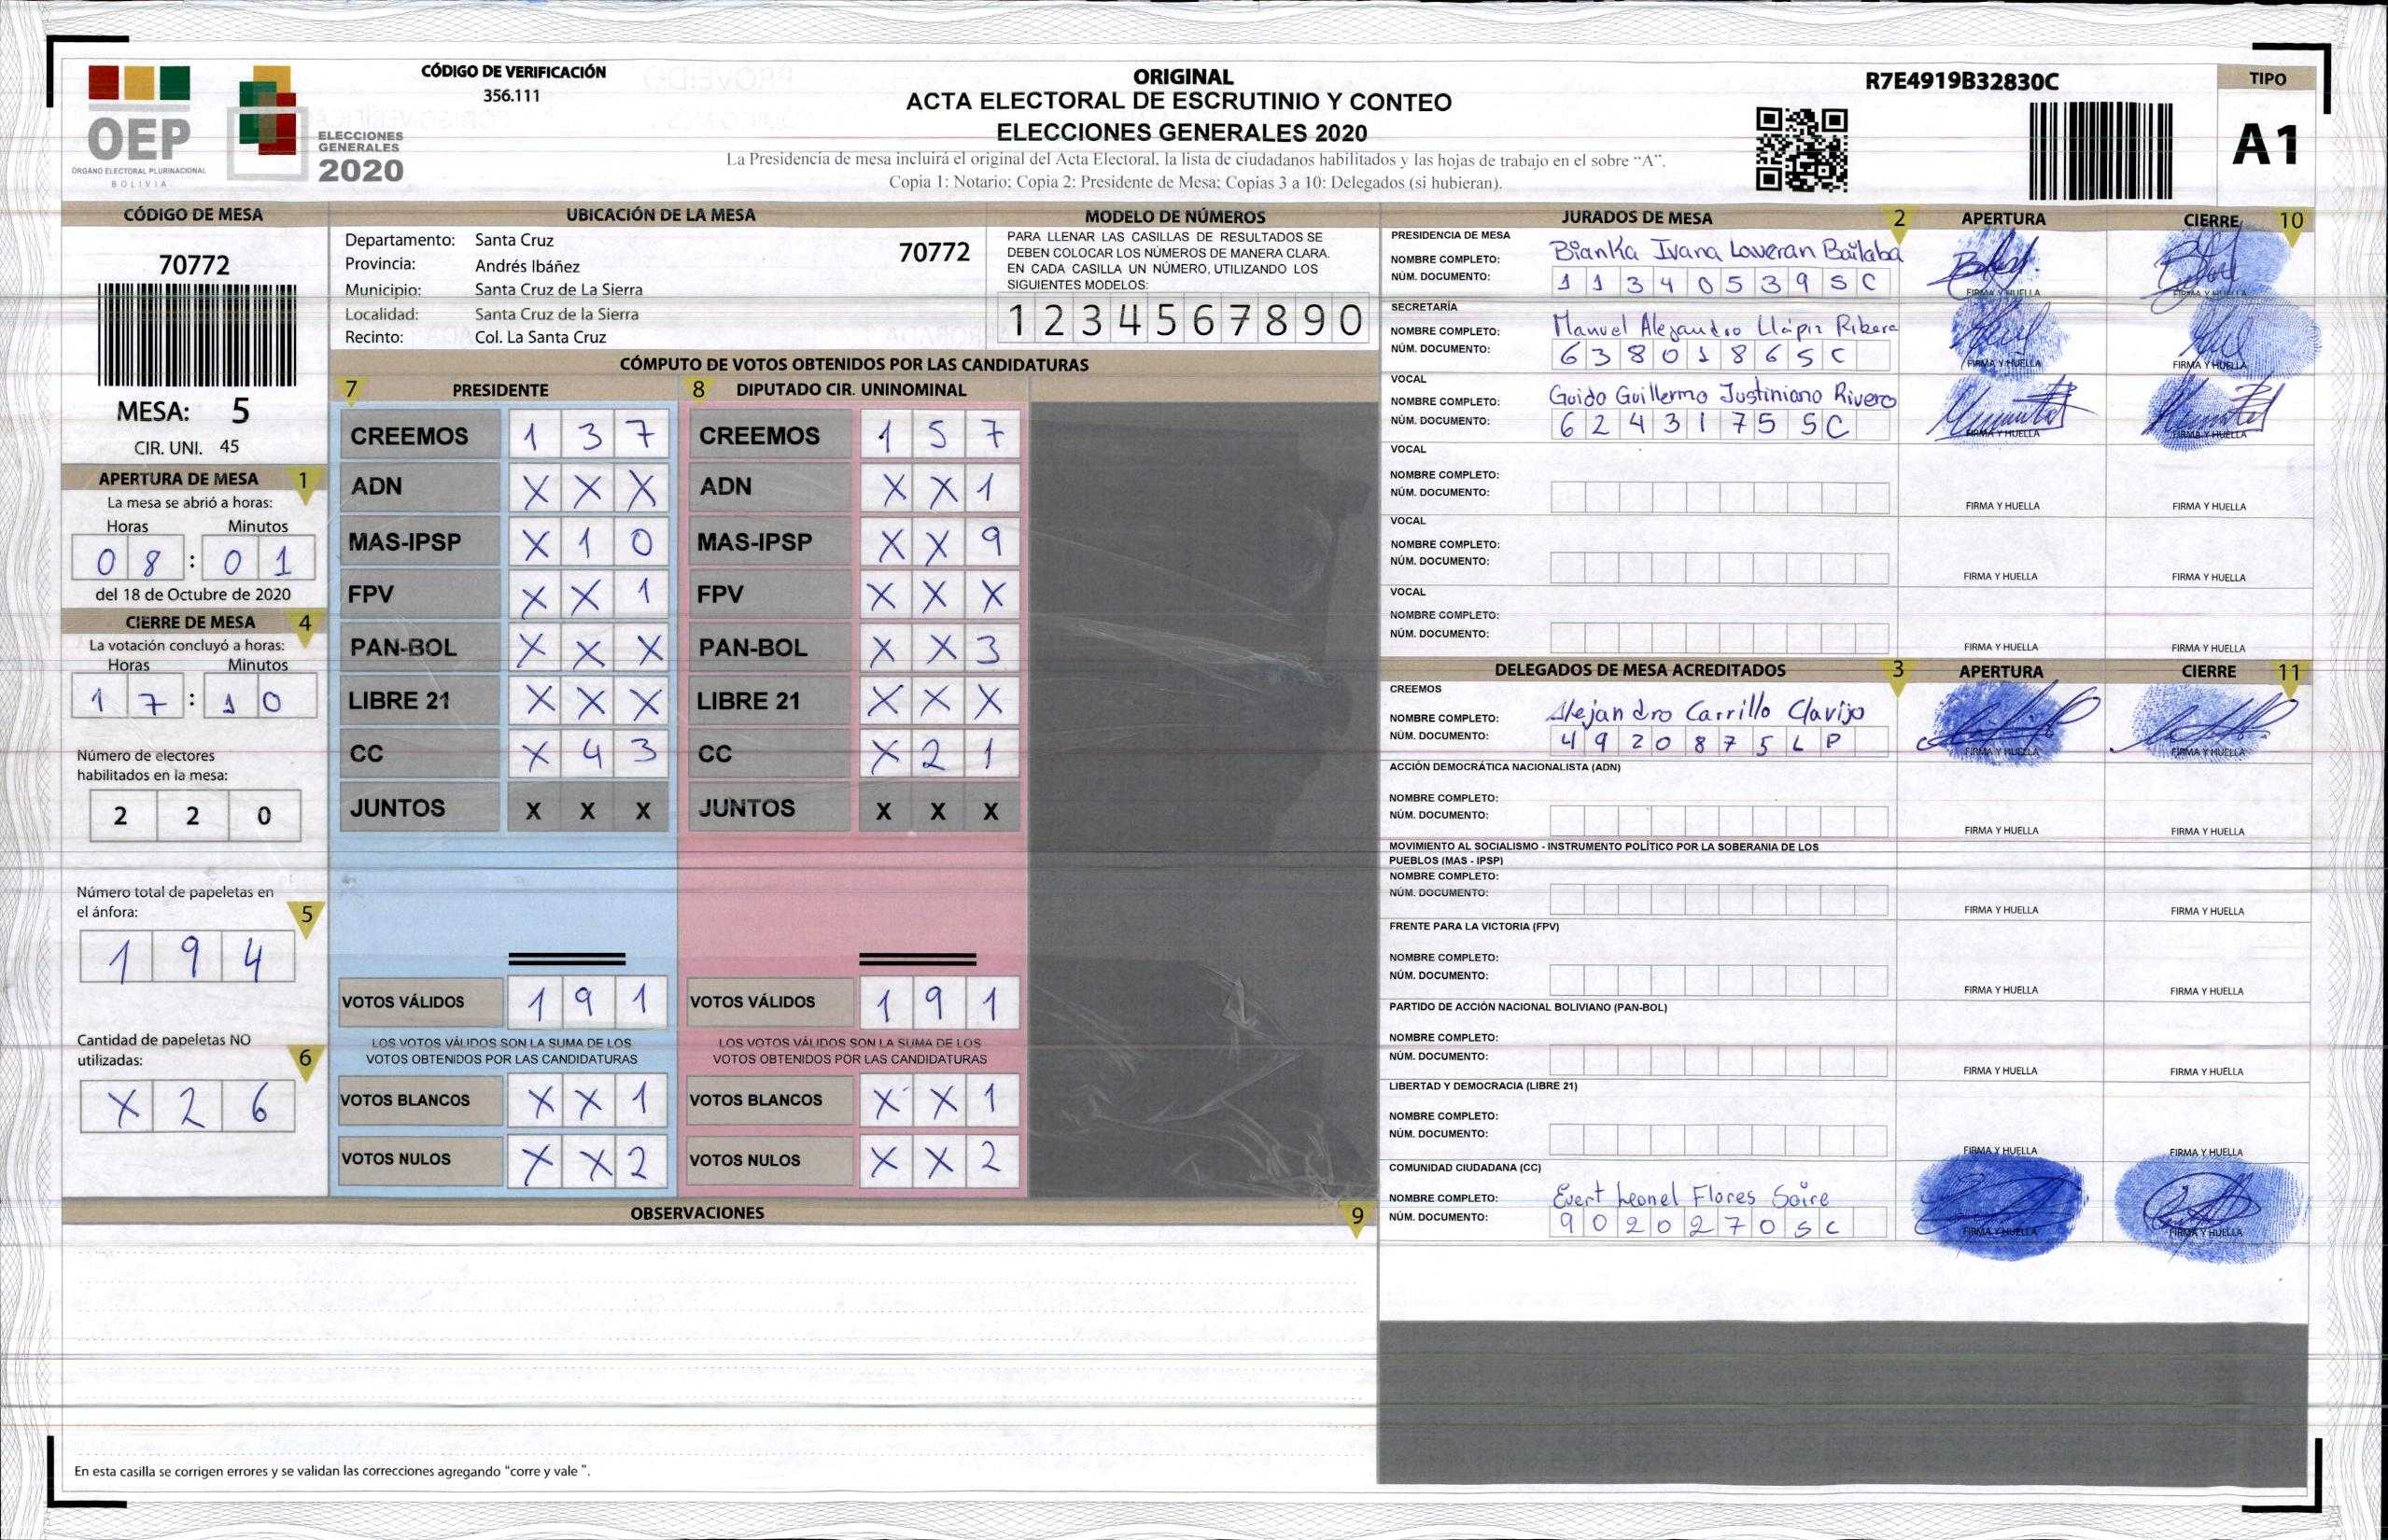 OEP
ÓRGANO ELECTORAL PLURINACIONAL
BOLIVIA
ELECCIONES
GENERALES
2020
CÓDIGO DE VERIFICACIÓN
356.111
ORIGINAL
ACTA ELECTORAL DE ESCRUTINIO Y CONTEO
ELECCIONES GENERALES 2020
La Presidencia de mesa incluirá el original del Acta Electoral, la lista de ciudadanos habilitados y las hojas de trabajo en el sobre “A”.
Copia 1: Notario; Copia 2: Presidente de Mesa; Copias 3 a 10: Delegados (si hubieran).
R7E4919B32830C
TIPO
A1
CÓDIGO DE MESA
70772
MESA: 5
CIR. UNI. 45
APERTURA DE MESA 1
La mesa se abrió a horas:
Horas Minutos
0 8 : 0 1
del 18 de Octubre de 2020
CIERRE DE MESA 4
La votación concluyó a horas:
Horas Minutos
1 7 : 1 0
Número de electores
habilitados en la mesa:
2 2 0
Número total de papeletas en
el ánfora: 5
1 9 4
Cantidad de papeletas NO
utilizadas: 6
X 2 6
UBICACIÓN DE LA MESA
Departamento: Santa Cruz
70772
Provincia: Andrés Ibáñez
Municipio: Santa Cruz de La Sierra
Localidad: Santa Cruz de la Sierra
Recinto: Col. La Santa Cruz
MODELO DE NÚMEROS
PARA LLENAR LAS CASILLAS DE RESULTADOS SE
DEBEN COLOCAR LOS NÚMEROS DE MANERA CLARA.
EN CADA CASILLA UN NÚMERO, UTILIZANDO LOS
SIGUIENTES MODELOS:
1 2 3 4 5 6 7 8 9 0
CÓMPUTO DE VOTOS OBTENIDOS POR LAS CANDIDATURAS
7 PRESIDENTE
CREEMOS 1 3 7
ADN X X X
MAS-IPSP X 1 0
FPV X X 1
PAN-BOL X X X
LIBRE 21 X X X
CC X 4 3
JUNTOS X X X
VOTOS VÁLIDOS 1 9 1
LOS VOTOS VÁLIDOS SON LA SUMA DE LOS
VOTOS OBTENIDOS POR LAS CANDIDATURAS
VOTOS BLANCOS X X 1
VOTOS NULOS X X 2
8 DIPUTADO CIR. UNINOMINAL
CREEMOS 1 5 7
ADN X X 1
MAS-IPSP X X 9
FPV X X X
PAN-BOL X X 3
LIBRE 21 X X X
CC X 2 1
JUNTOS X X X
VOTOS VÁLIDOS 1 9 1
LOS VOTOS VÁLIDOS SON LA SUMA DE LOS
VOTOS OBTENIDOS POR LAS CANDIDATURAS
VOTOS BLANCOS X X 1
VOTOS NULOS X X 2
OBSERVACIONES 9
En esta casilla se corrigen errores y se validan las correcciones agregando “corre y vale ”.
JURADOS DE MESA 2 APERTURA CIERRE 10
PRESIDENCIA DE MESA
NOMBRE COMPLETO: Bianka Ivana Loweran Bailaba
NÚM. DOCUMENTO: 1 1 3 4 0 5 3 9 S C
FIRMA Y HUELLA FIRMA Y HUELLA
SECRETARÍA
NOMBRE COMPLETO: Manuel Alejandro Llápiz Ribera
NÚM. DOCUMENTO: 6 3 8 0 1 8 6 S C
FIRMA Y HUELLA FIRMA Y HUELLA
VOCAL
NOMBRE COMPLETO: Guido Guillermo Justiniano Rivero
NÚM. DOCUMENTO: 6 2 4 3 1 7 5 S C
FIRMA Y HUELLA FIRMA Y HUELLA
VOCAL
NOMBRE COMPLETO:
NÚM. DOCUMENTO:
FIRMA Y HUELLA FIRMA Y HUELLA
VOCAL
NOMBRE COMPLETO:
NÚM. DOCUMENTO:
FIRMA Y HUELLA FIRMA Y HUELLA
VOCAL
NOMBRE COMPLETO:
NÚM. DOCUMENTO:
FIRMA Y HUELLA FIRMA Y HUELLA
DELEGADOS DE MESA ACREDITADOS 3 APERTURA CIERRE 11
CREEMOS
NOMBRE COMPLETO: Alejandro Carrillo Clavijo
NÚM. DOCUMENTO: 4 9 2 0 8 7 5 L P
FIRMA Y HUELLA FIRMA Y HUELLA
ACCIÓN DEMOCRÁTICA NACIONALISTA (ADN)
NOMBRE COMPLETO:
NÚM. DOCUMENTO:
FIRMA Y HUELLA FIRMA Y HUELLA
MOVIMIENTO AL SOCIALISMO - INSTRUMENTO POLÍTICO POR LA SOBERANIA DE LOS
PUEBLOS (MAS - IPSP)
NOMBRE COMPLETO:
NÚM. DOCUMENTO:
FIRMA Y HUELLA FIRMA Y HUELLA
FRENTE PARA LA VICTORIA (FPV)
NOMBRE COMPLETO:
NÚM. DOCUMENTO:
FIRMA Y HUELLA FIRMA Y HUELLA
PARTIDO DE ACCIÓN NACIONAL BOLIVIANO (PAN-BOL)
NOMBRE COMPLETO:
NÚM. DOCUMENTO:
FIRMA Y HUELLA FIRMA Y HUELLA
LIBERTAD Y DEMOCRACIA (LIBRE 21)
NOMBRE COMPLETO:
NÚM. DOCUMENTO:
FIRMA Y HUELLA FIRMA Y HUELLA
COMUNIDAD CIUDADANA (CC)
NOMBRE COMPLETO: Evert Leonel Flores Soire
NÚM. DOCUMENTO: 9 0 2 0 2 7 0 S C
FIRMA Y HUELLA FIRMA Y HUELLA